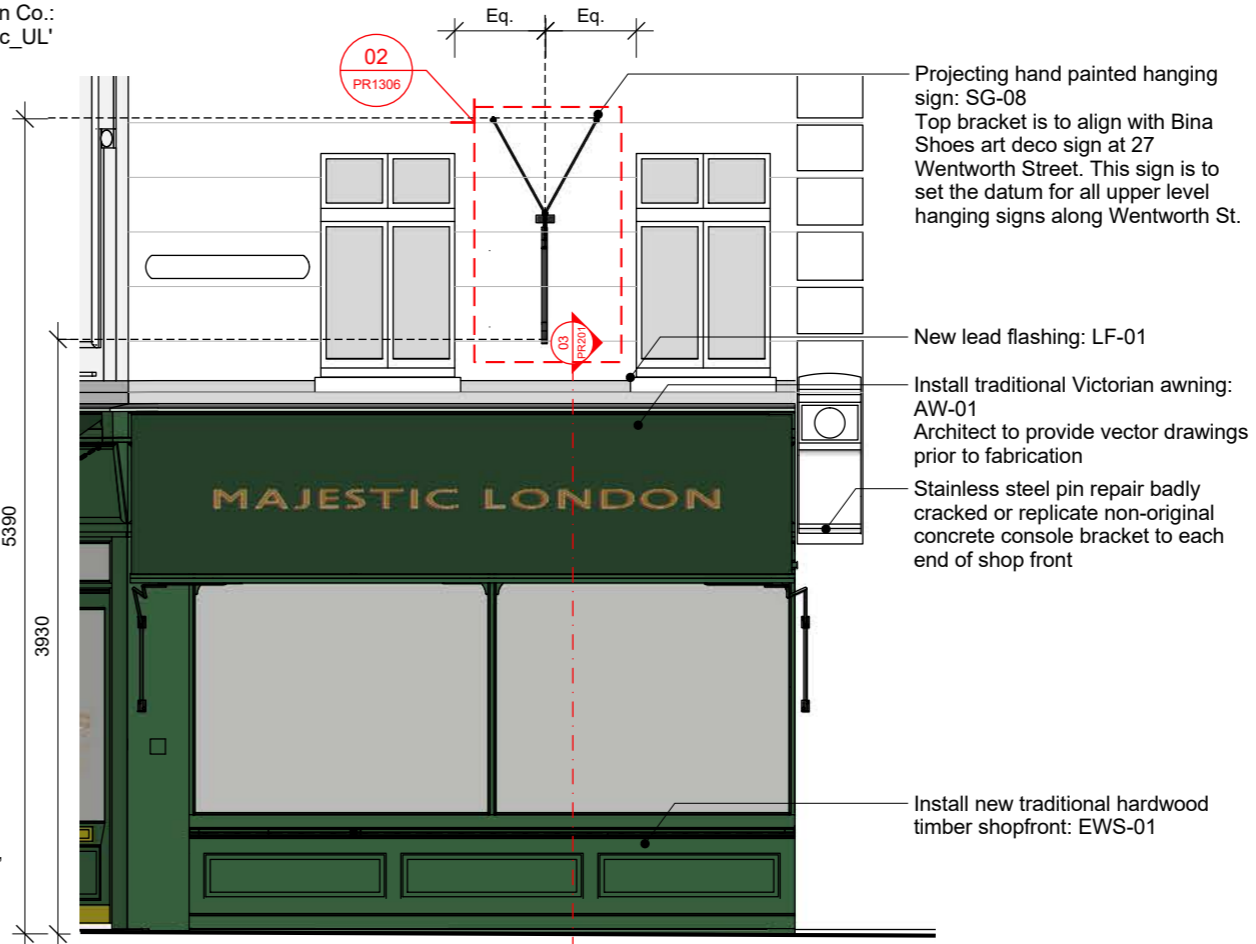 n Co.:
c_UL'
Eq.
Eq.
02
PR1306
Projecting hand painted hanging
sign: SG-08
Top bracket is to align with Bina
Shoes art deco sign at 27
Wentworth Street. This sign is to
set the datum for all upper level
hanging signs along Wentworth St.
03
PR201
New lead flashing: LF-01
Install traditional Victorian awning:
AW-01
Architect to provide vector drawings
prior to fabrication
MAJESTIC LONDON
Stainless steel pin repair badly
cracked or replicate non-original
concrete console bracket to each
end of shop front
5390
3930
Install new traditional hardwood
timber shopfront: EWS-01